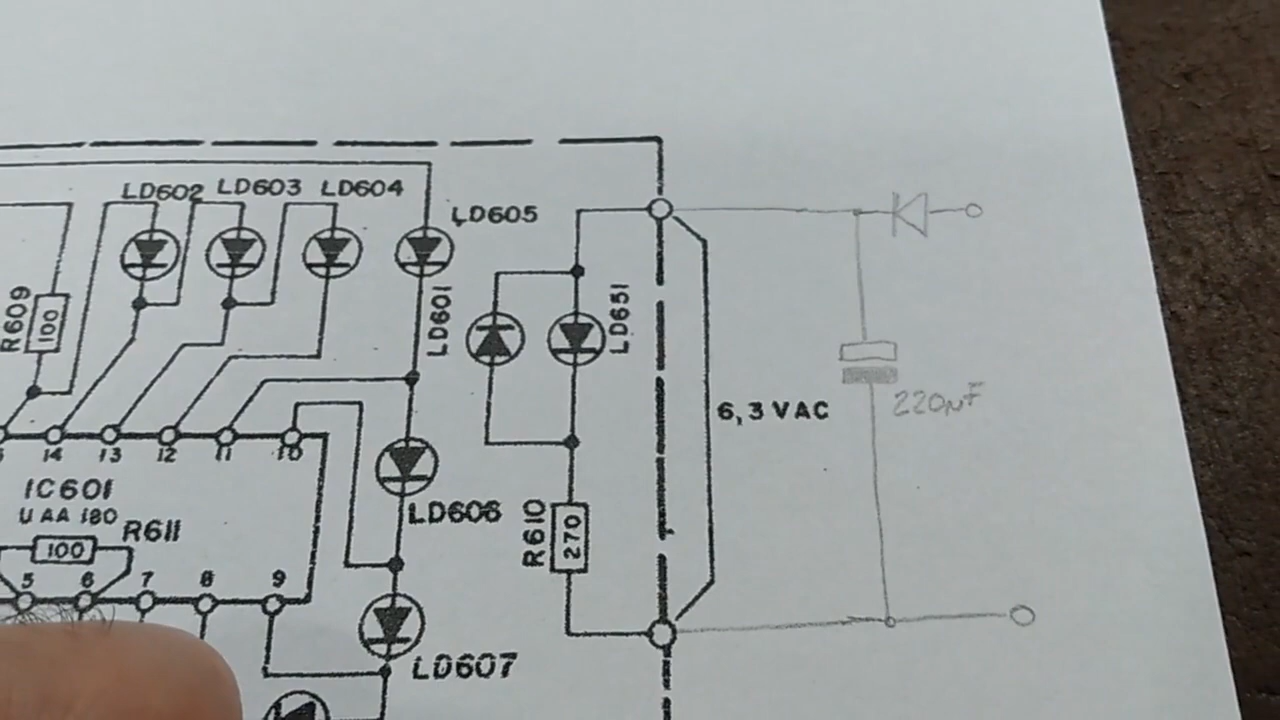 LD602 LD603 LD604
LD605
R609
100
LD601
LD651
6,3 VAC
220nF
14 13 12 11 10
IC601
UAA 180
R611
100
LD606
R610
270
5 6 7 8 9
LD607